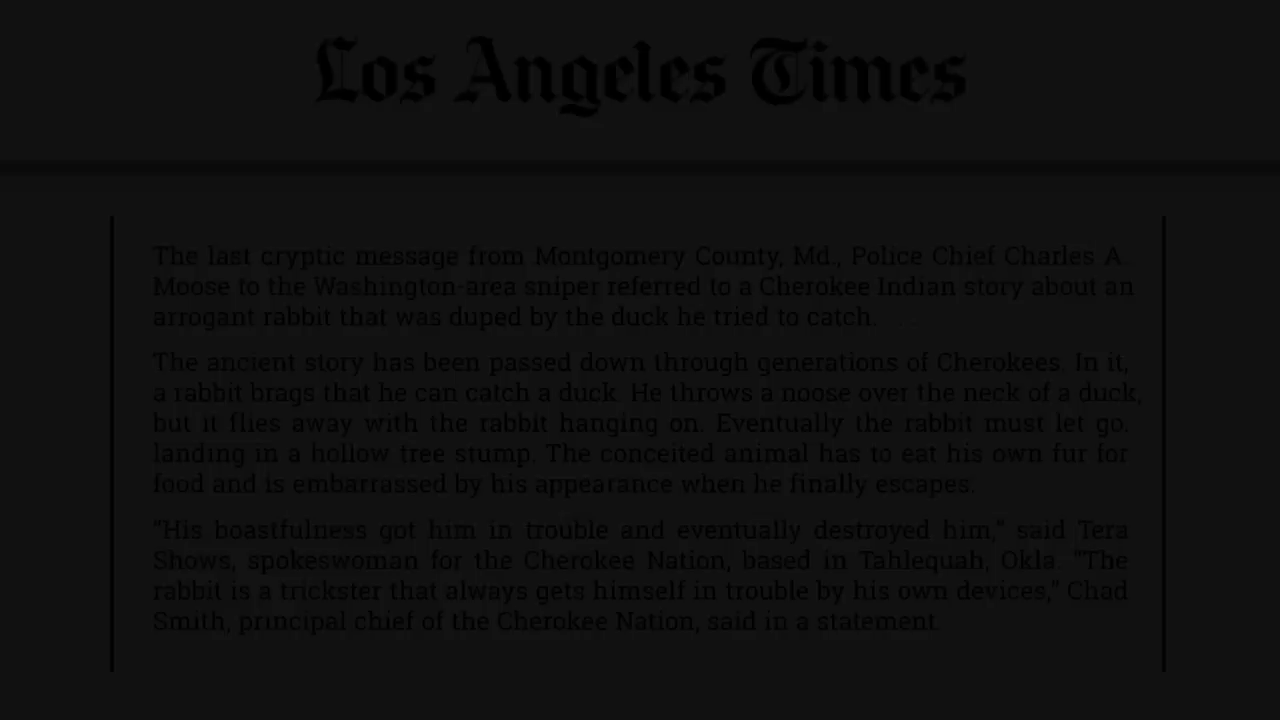 Los Angeles Times
The last cryptic message from Montgomery County, Md., Police Chief Charles A.
Moose to the Washington-area sniper referred to a Cherokee Indian story about an
arrogant rabbit that was duped by the duck he tried to catch.
The ancient story has been passed down through generations of Cherokees. In it,
a rabbit brags that he can catch a duck. He throws a noose over the neck of a duck,
but it flies away with the rabbit hanging on. Eventually the rabbit must let go.
landing in a hollow tree stump. The conceited animal has to eat his own fur for
food and is embarrassed by his appearance when he finally escapes.
"His boastfulness got him in trouble and eventually destroyed him," said Tera
Shows, spokeswoman for the Cherokee Nation, based in Tahlequah, Okla. "The
rabbit is a trickster that always gets himself in trouble by his own devices," Chad
Smith, principal chief of the Cherokee Nation, said in a statement.